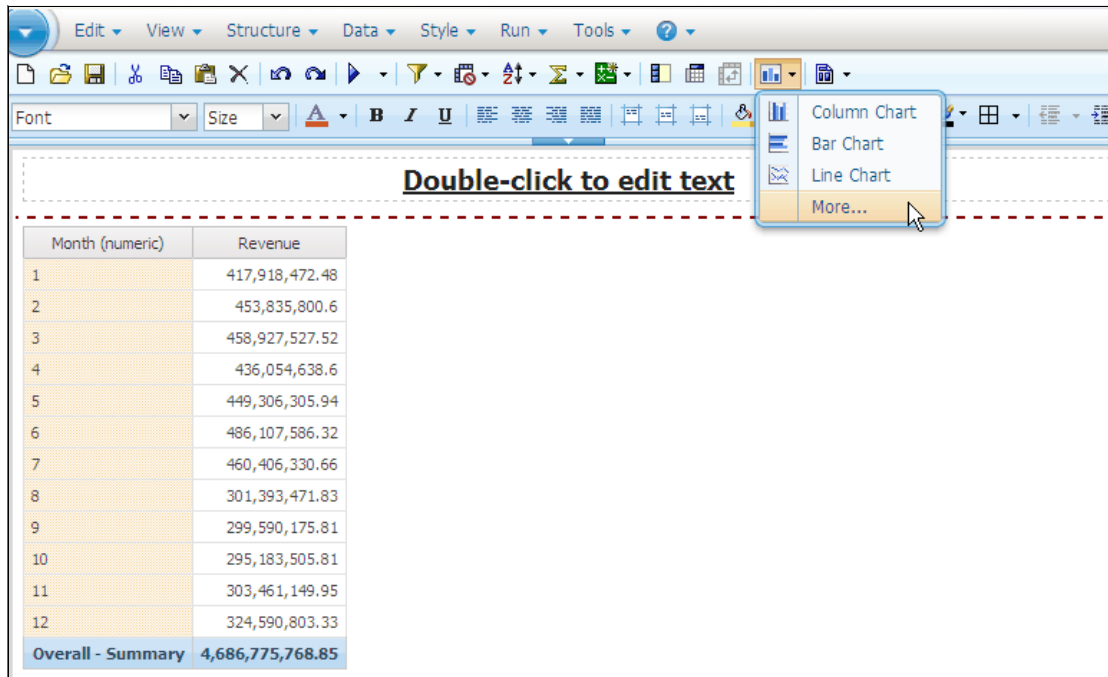 Edit View Structure Data Style Run Tools ?
Font Size A B I U
Column Chart
Bar Chart
Line Chart
More...
Double-click to edit text
Month (numeric) Revenue
1 417,918,472.48
2 453,835,800.6
3 458,927,527.52
4 436,054,638.6
5 449,306,305.94
6 486,107,586.32
7 460,406,330.66
8 301,393,471.83
9 299,590,175.81
10 295,183,505.81
11 303,461,149.95
12 324,590,803.33
Overall - Summary 4,686,775,768.85